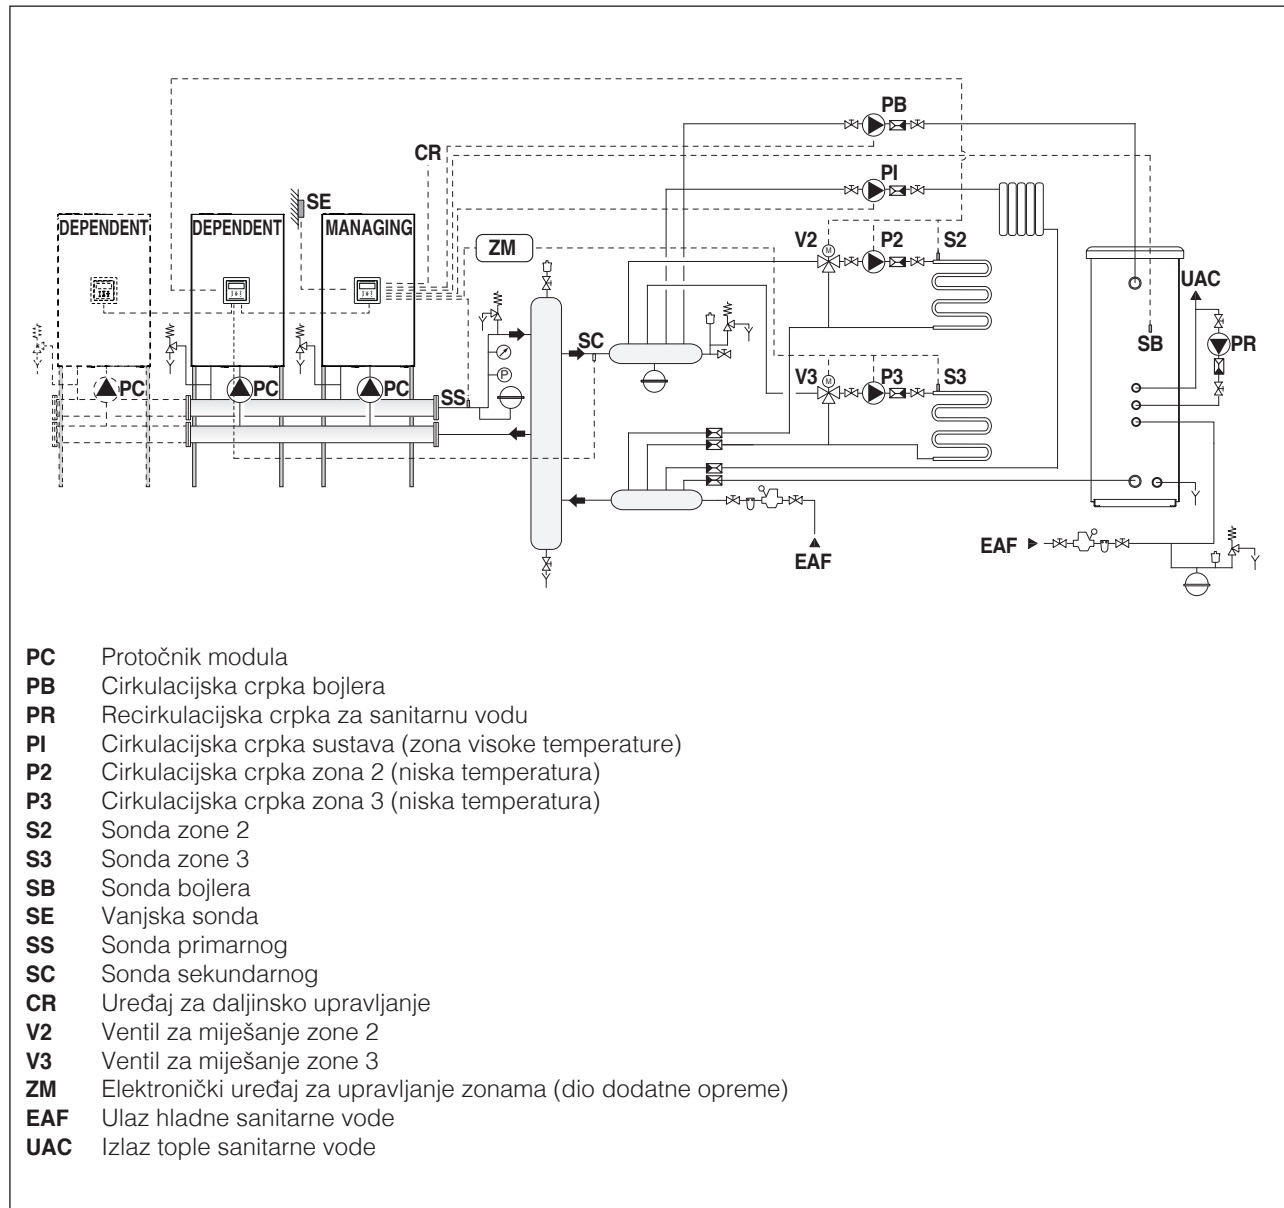 PB
CR
PI
SE
DEPENDENT DEPENDENT MANAGING
ZM
V2 P2 S2
UAC
SC
SB PR
V3 P3 S3
PC PC PC SS
P
M
M
EAF
EAF
PC Protočnik modula
PB Cirkulacijska crpka bojlera
PR Recirkulacijska crpka za sanitarnu vodu
PI Cirkulacijska crpka sustava (zona visoke temperature)
P2 Cirkulacijska crpka zona 2 (niska temperatura)
P3 Cirkulacijska crpka zona 3 (niska temperatura)
S2 Sonda zone 2
S3 Sonda zone 3
SB Sonda bojlera
SE Vanjska sonda
SS Sonda primarnog
SC Sonda sekundarnog
CR Uređaj za daljinsko upravljanje
V2 Ventil za miješanje zone 2
V3 Ventil za miješanje zone 3
ZM Elektronički uređaj za upravljanje zonama (dio dodatne opreme)
EAF Ulaz hladne sanitarne vode
UAC Izlaz tople sanitarne vode